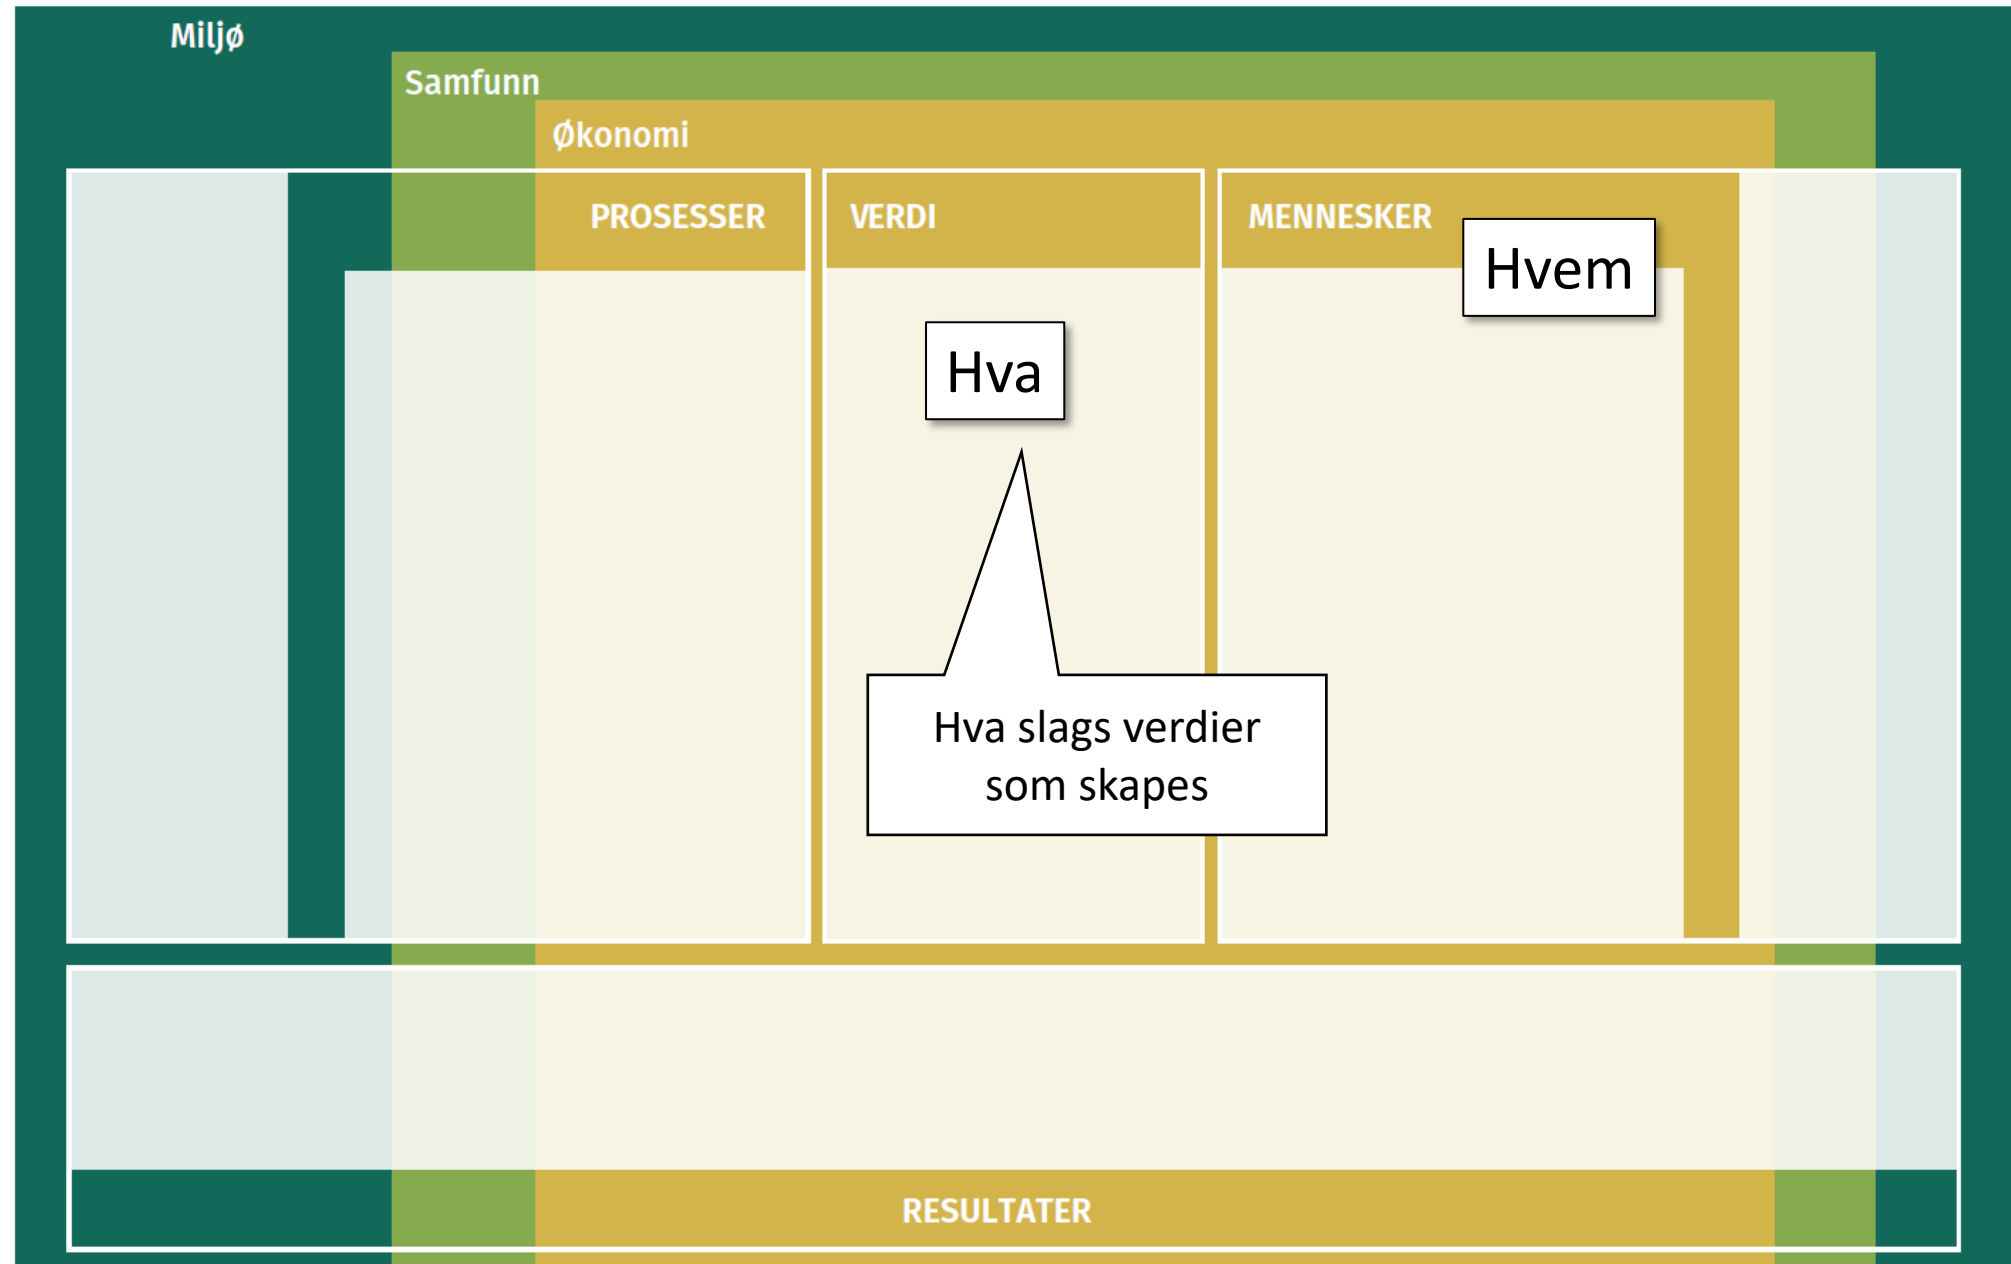 Miljø
Samfunn
Økonomi
PROSESSER
VERDI
MENNESKER
Hvem
Hva
Hva slags verdier
som skapes
RESULTATER